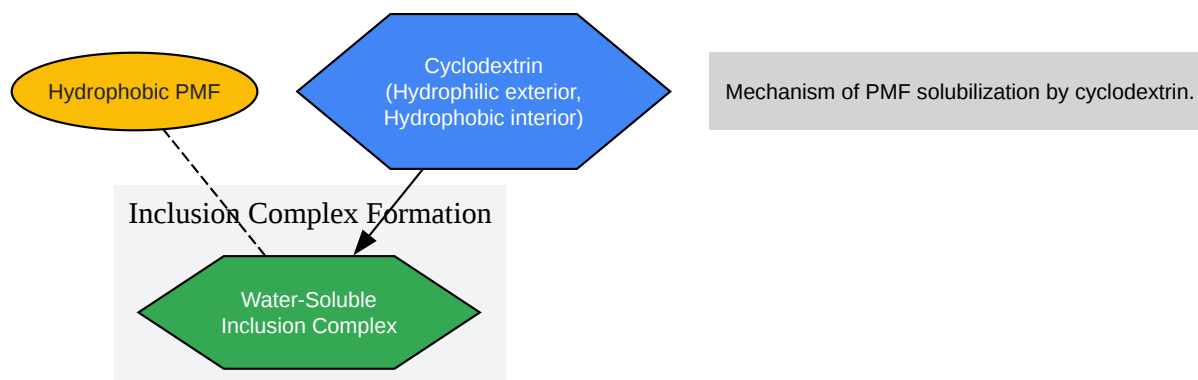 Hydrophobic PMF
Cyclodextrin
(Hydrophilic exterior,
Hydrophobic interior)
Mechanism of PMF solubilization by cyclodextrin.
Inclusion Complex Formation
Water-Soluble
Inclusion Complex